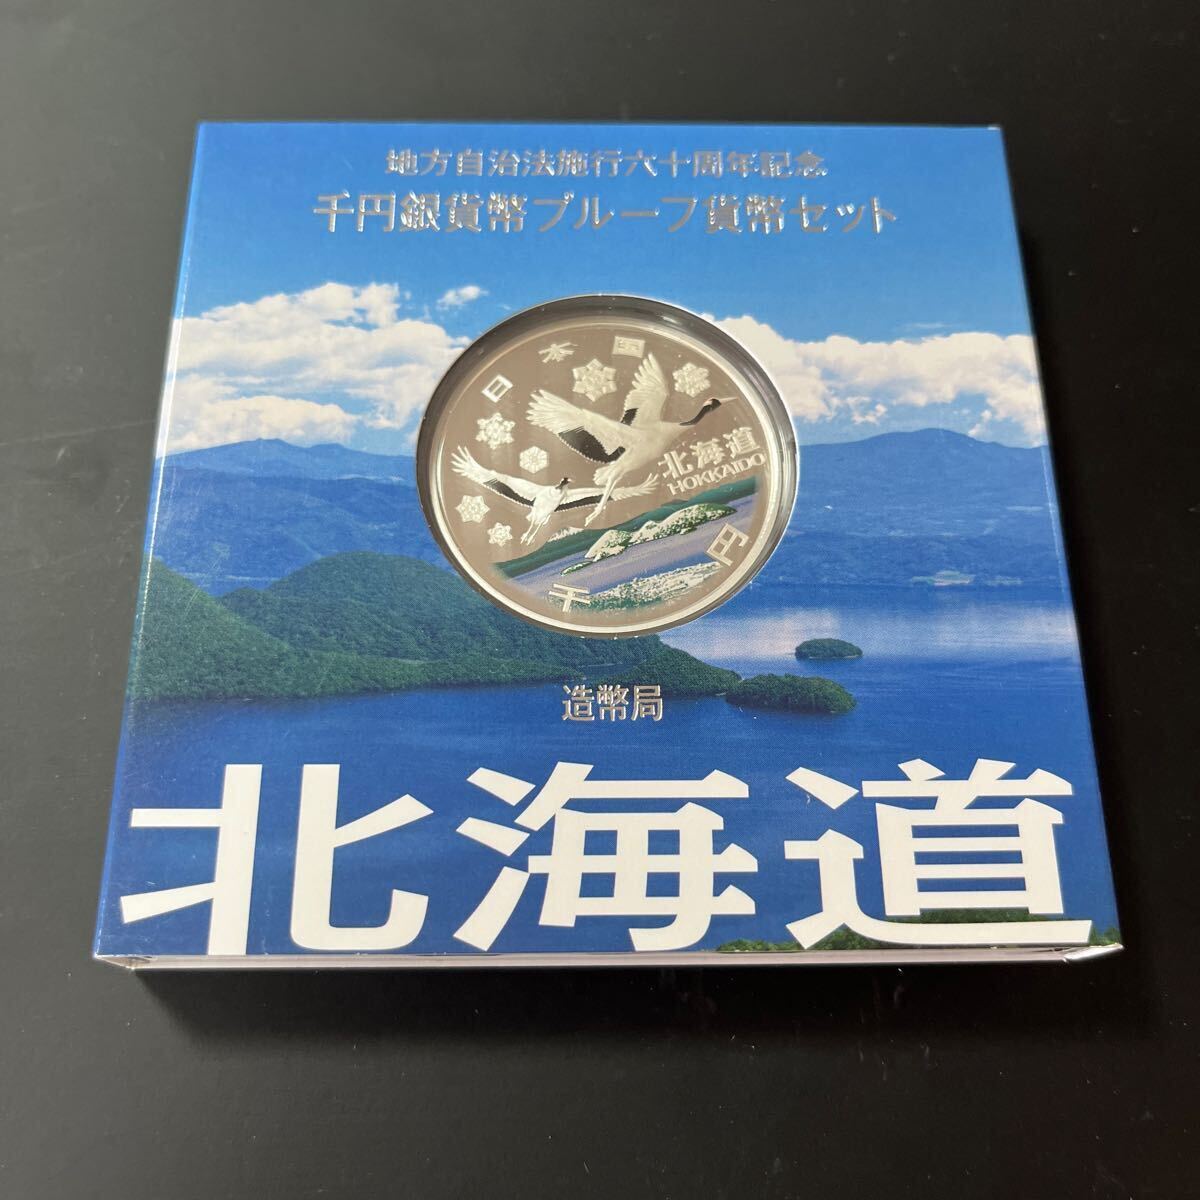 地方自治法施行六十周年記念
千円銀貨幣プルーフ貨幣セット
日本国
北海道
HOKKAIDO
千円
造幣局
北海道